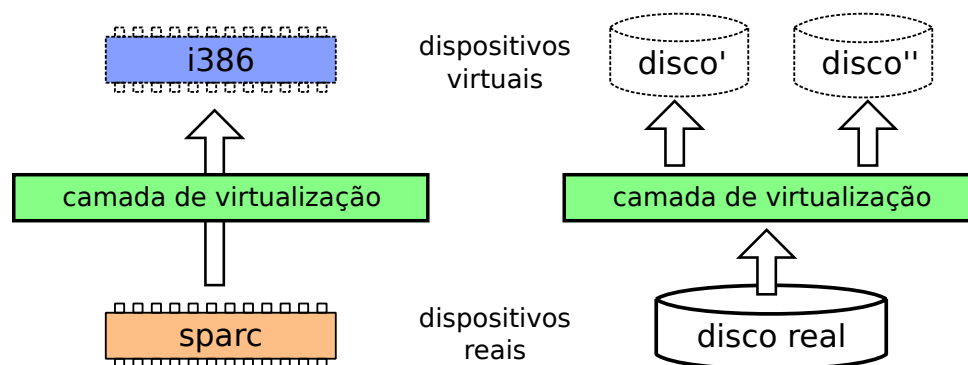 i386
dispositivos
virtuais
disco'
disco''
camada de virtualização
camada de virtualização
sparc
dispositivos
reais
disco real